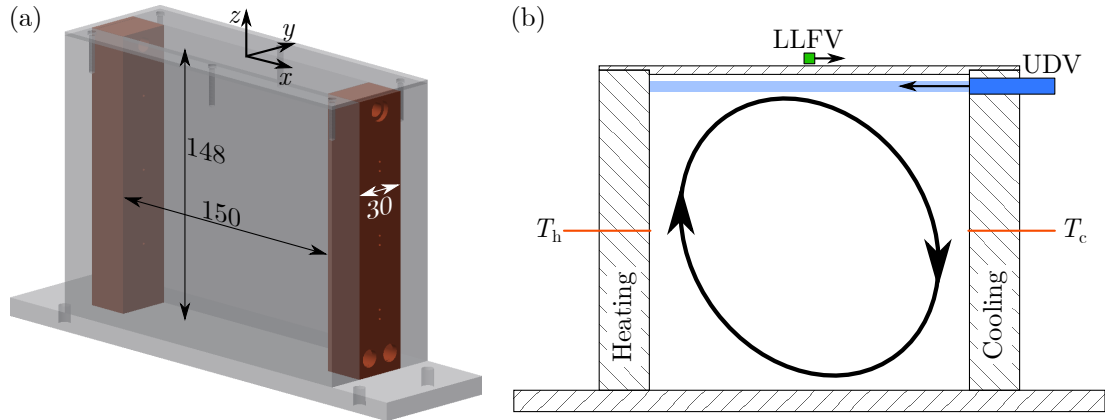 (a)
z
y
x
148
150
30
(b)
LLFV
UDV
T_h
T_c
Heating
Cooling